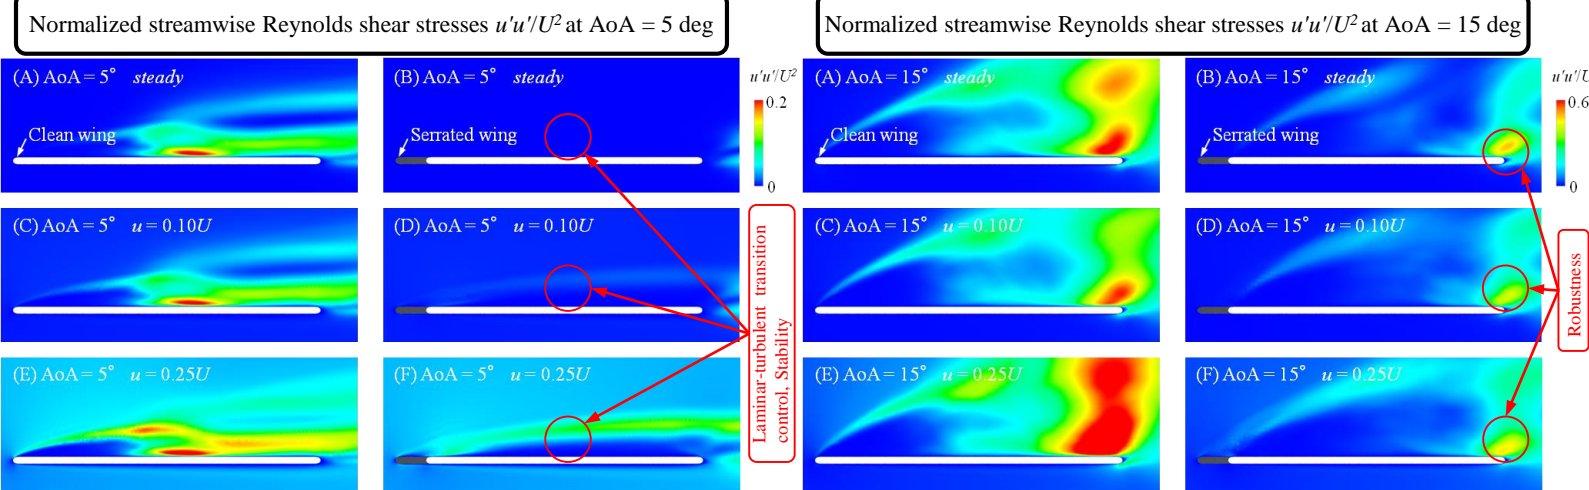 Normalized streamwise Reynolds shear stresses u'u'/U² at AoA = 5 deg
Normalized streamwise Reynolds shear stresses u'u'/U² at AoA = 15 deg
(A) AoA = 5° steady
(B) AoA = 5° steady
u'u'/U²
0.2
0
Clean wing
Serrated wing
(A) AoA = 15° steady
(B) AoA = 15° steady
u'u'/U
0.6
0
Clean wing
Serrated wing
(C) AoA = 5° u = 0.10U
(D) AoA = 5° u = 0.10U
(C) AoA = 15° u = 0.10U
(D) AoA = 15° u = 0.10U
Laminar-turbulent transition
control, Stability
Robustness
(E) AoA = 5° u = 0.25U
(F) AoA = 5° u = 0.25U
(E) AoA = 15° u = 0.25U
(F) AoA = 15° u = 0.25U